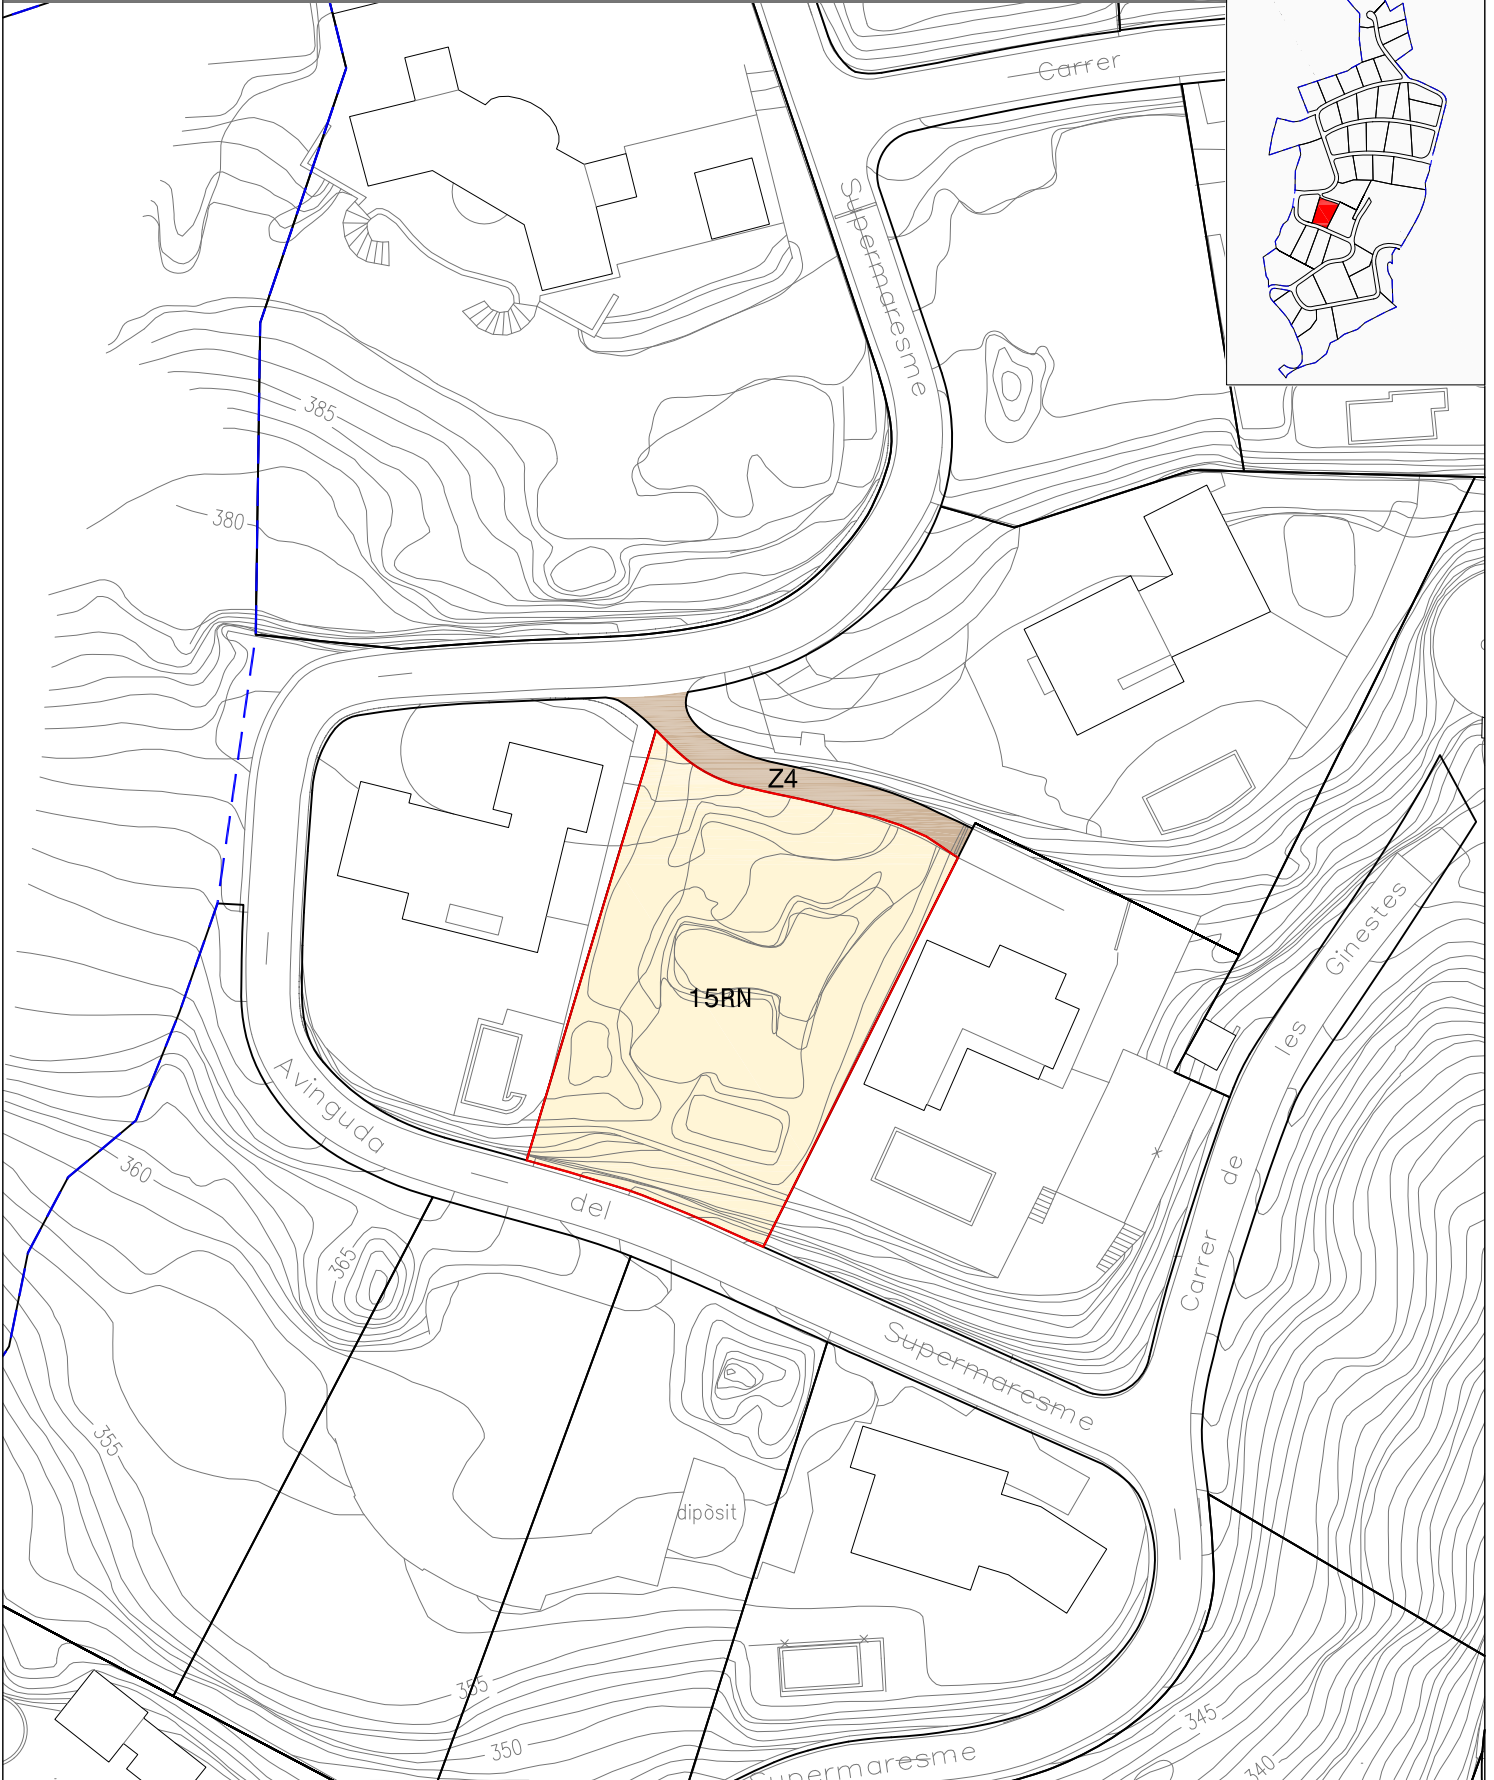 Carrer
Supermaresme
385
380
Z4
Ginestes
15RN
les
Avinguda
de
360
del
Carrer
365
Supermaresme
355
dipòsit
355
345
350
Supermaresme
340